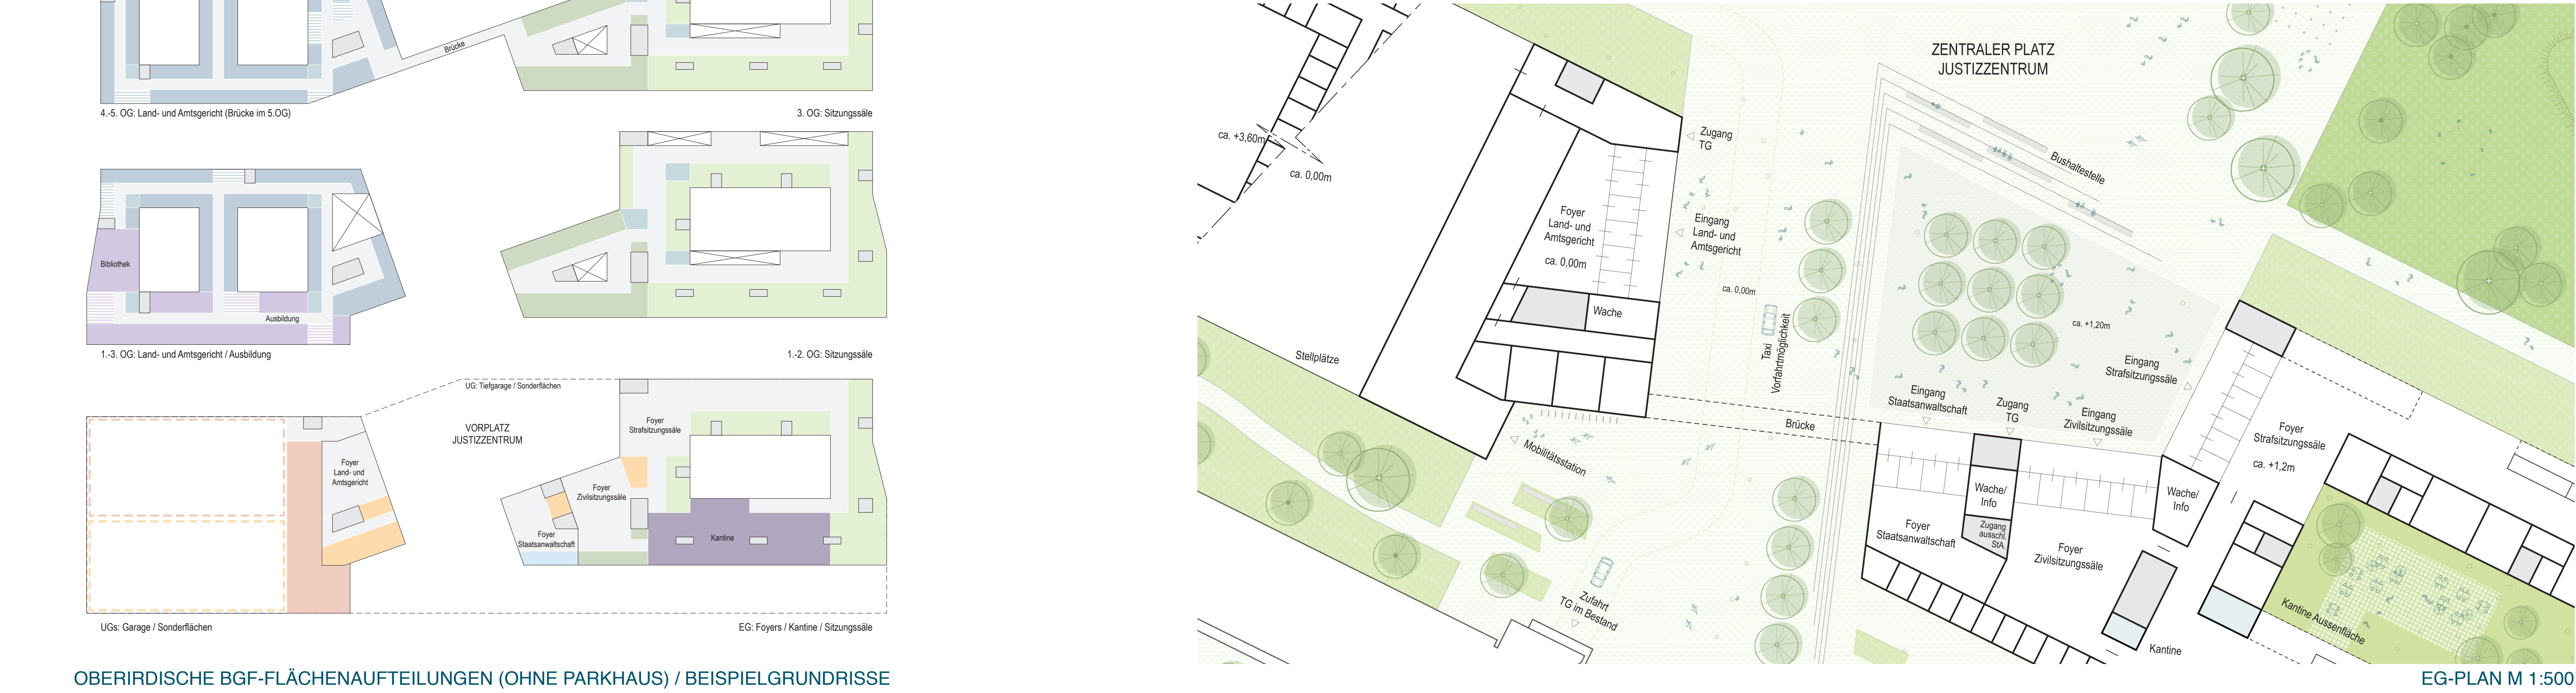 Brücke
4.-5. OG: Land- und Amtsgericht (Brücke im 5.OG)
3. OG: Sitzungssäle
Bibliothek
Ausbildung
1.-3. OG: Land- und Amtsgericht / Ausbildung
1.-2. OG: Sitzungssäle
UG: Tiefgarage / Sonderflächen
VORPLATZ
JUSTIZZENTRUM
Foyer
Strafsitzungssäle
Foyer
Land- und
Amtsgericht
Foyer
Zivilsitzungssäle
Foyer
Staatsanwaltschaft
Kantine
UGs: Garage / Sonderflächen
EG: Foyers / Kantine / Sitzungssäle
OBERIRDISCHE BGF-FLÄCHENAUFTEILUNGEN (OHNE PARKHAUS) / BEISPIELGRUNDRISSE
ZENTRALER PLATZ
JUSTIZZENTRUM
ca. +3,60m
ca. 0,00m
Zugang
TG
Bushaltestelle
Foyer
Land- und
Amtsgericht
ca. 0,00m
Eingang
Land- und
Amtsgericht
ca. 0,00m
Wache
Taxi
Vorfahrtmöglichkeit
ca. +1,20m
Stellplätze
Eingang
Strafsitzungssäle
Eingang
Staatsanwaltschaft
Zugang
TG
Eingang
Zivilsitzungssäle
Brücke
Mobilitätsstation
Foyer
Strafsitzungssäle
ca. +1,2m
Wache/
Info
Wache/
Info
Zugang
ausschl.
StA.
Foyer
Staatsanwaltschaft
Foyer
Zivilsitzungssäle
Zufahrt
TG im Bestand
Kantine Aussenfläche
Kantine
EG-PLAN M 1:500